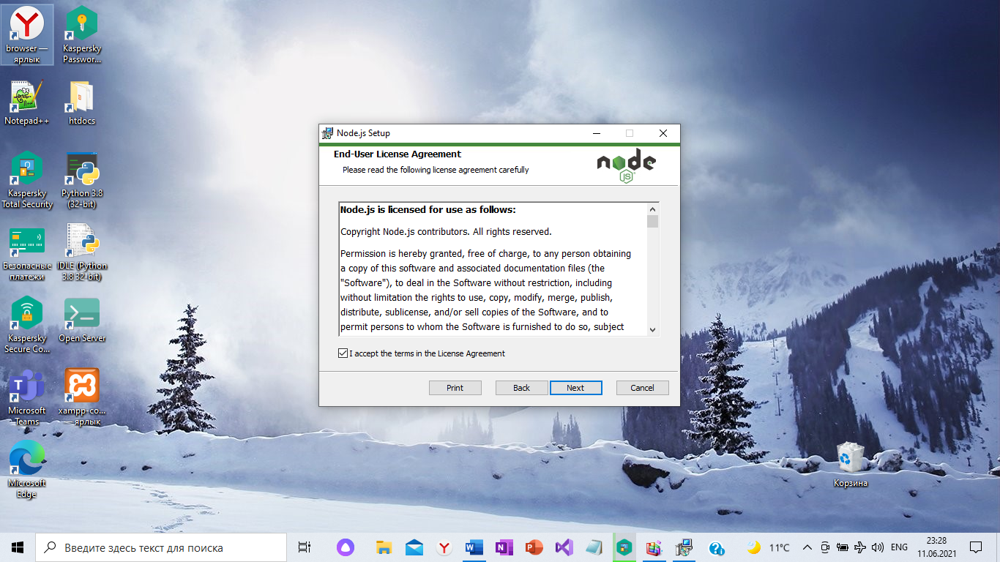 browser —
ярлык
Kaspersky
Passwor...
Notepad++
htdocs
Kaspersky
Total Security
Python 3.8
(32-bit)
Безопасные
платежи
IDLE (Python
3.8 32-bit)
Kaspersky
Secure Co...
Open Server
Microsoft
Teams
xampp-co...
— ярлык
Microsoft
Edge
Node.js Setup
End-User License Agreement
Please read the following license agreement carefully
node
JS
Node.js is licensed for use as follows:
Copyright Node.js contributors. All rights reserved.
Permission is hereby granted, free of charge, to any person obtaining
a copy of this software and associated documentation files (the
"Software"), to deal in the Software without restriction, including
without limitation the rights to use, copy, modify, merge, publish,
distribute, sublicense, and/or sell copies of the Software, and to
permit persons to whom the Software is furnished to do so, subject
I accept the terms in the License Agreement
Print
Back
Next
Cancel
Корзина
Введите здесь текст для поиска
11°C
ENG
23:28
11.06.2021